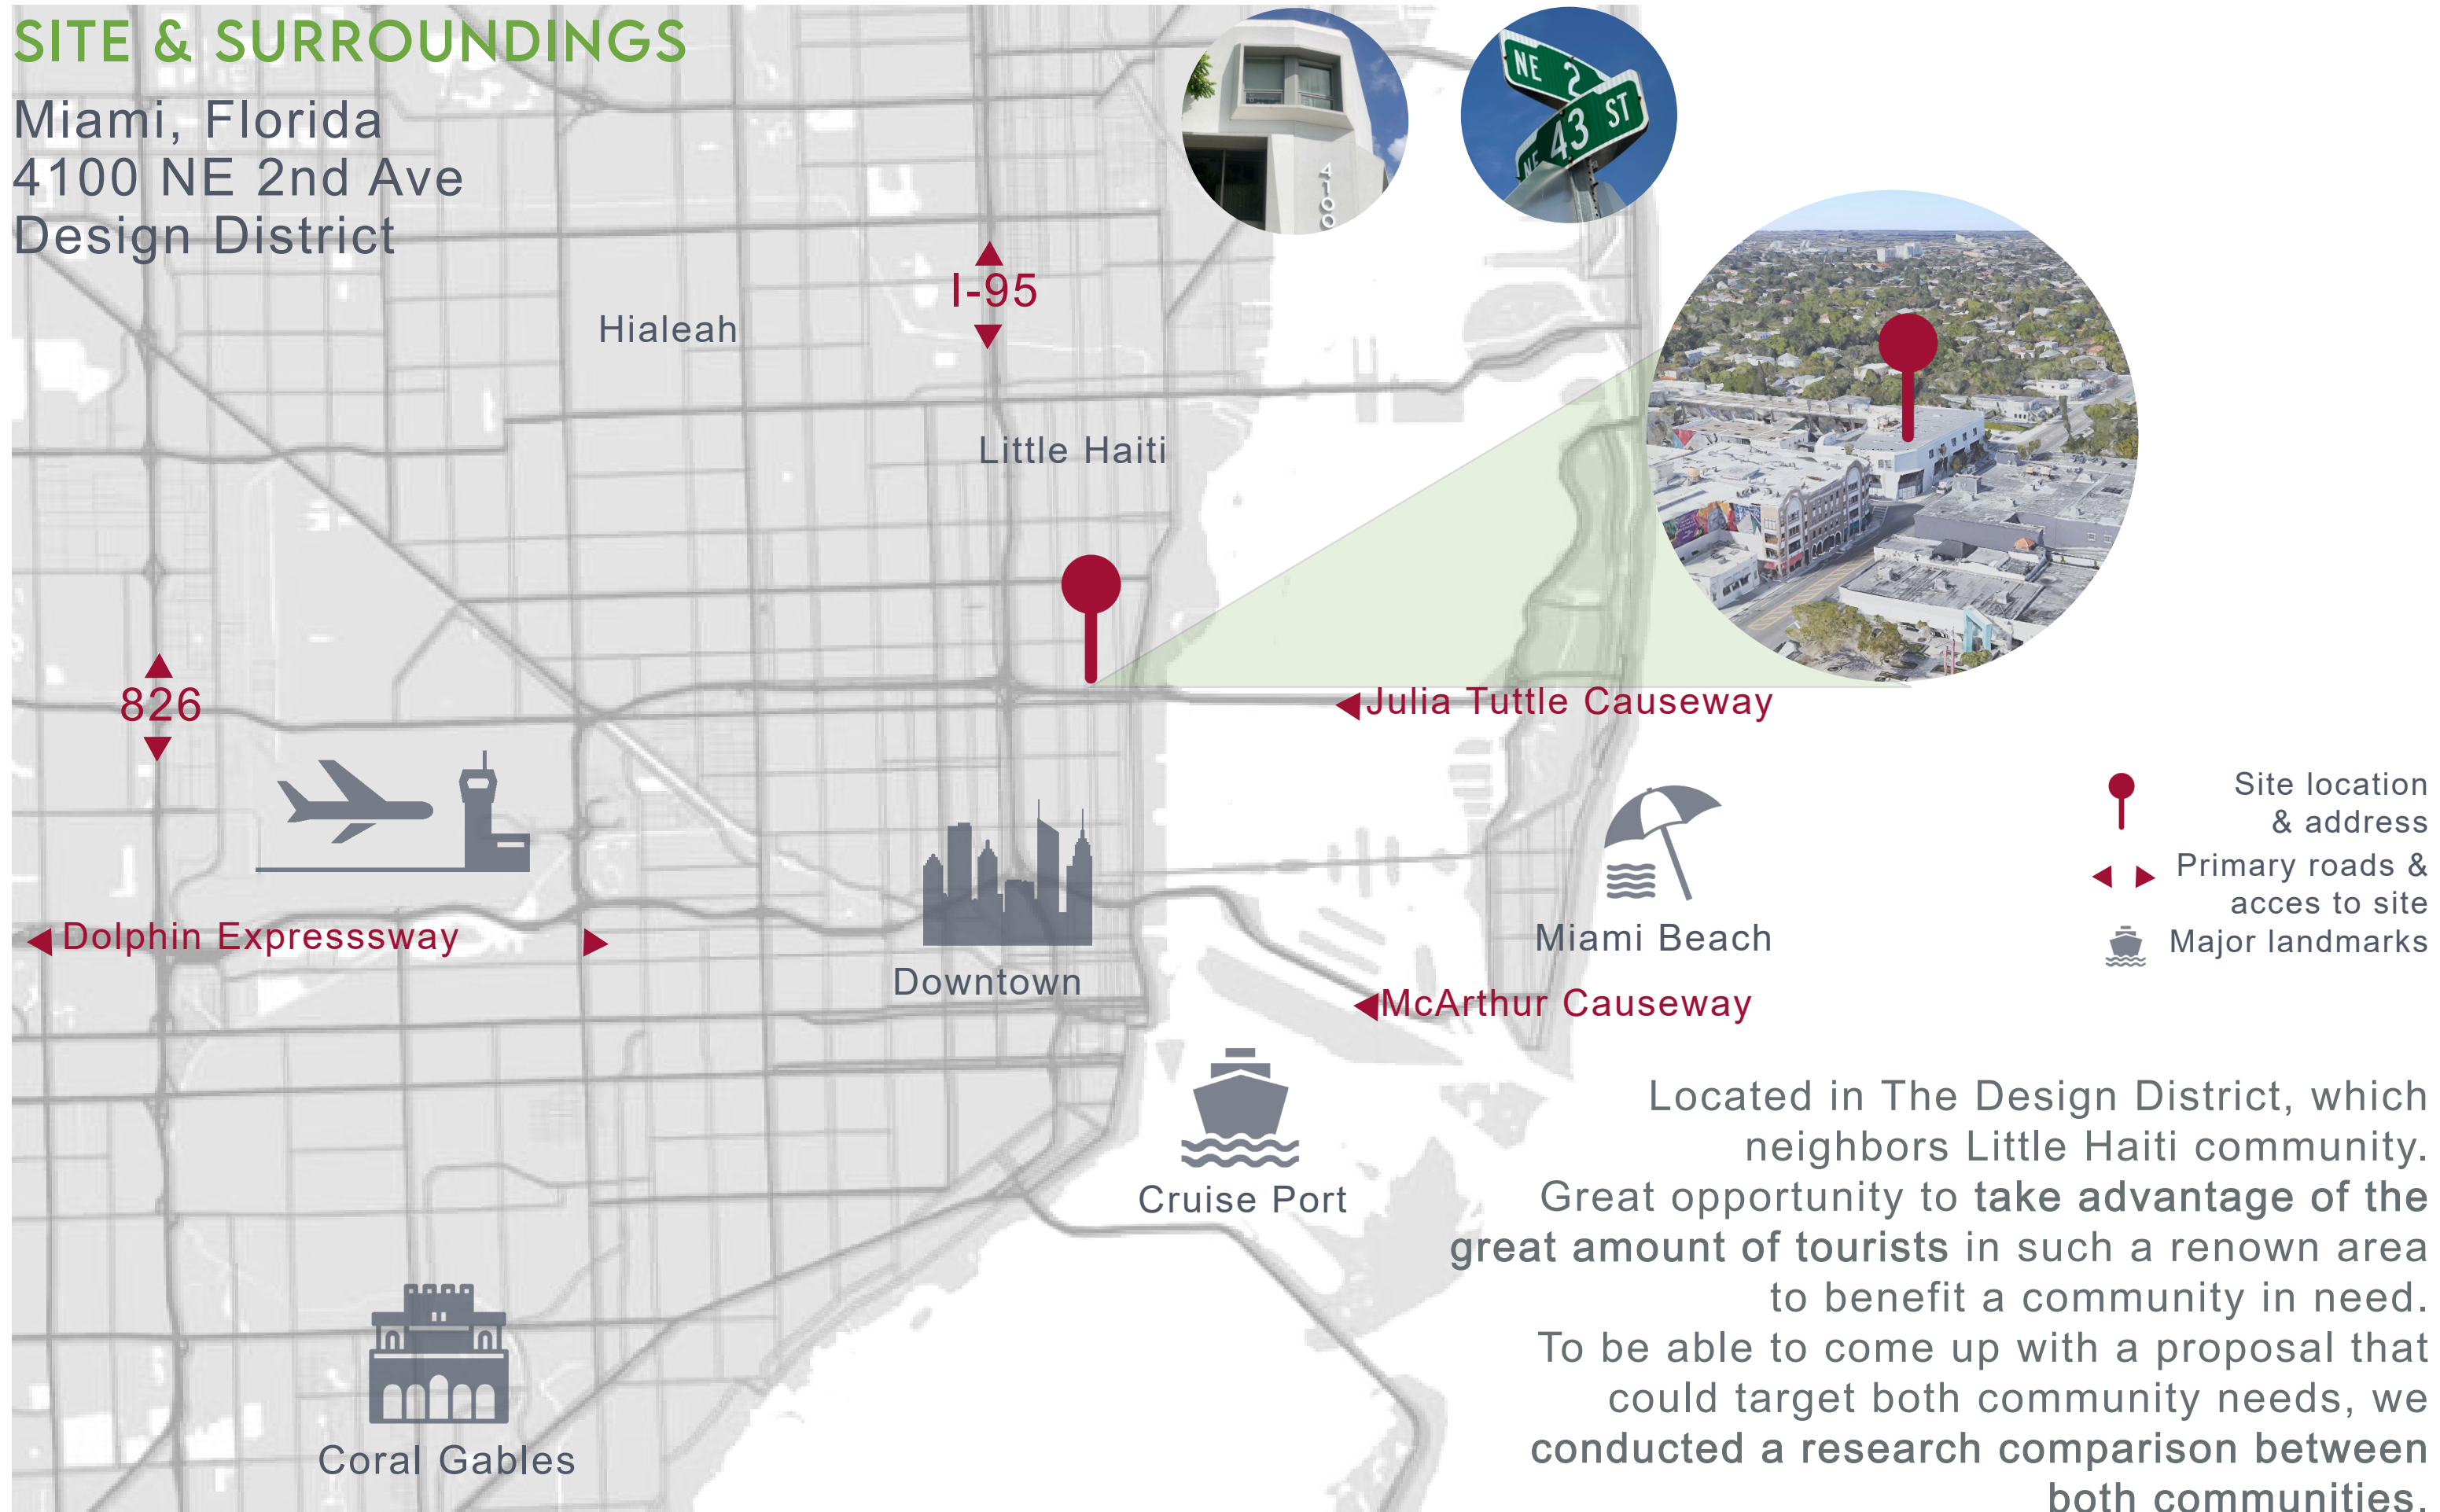 SITE & SURROUNDINGS
Miami, Florida
4100 NE 2nd Ave
Design District
4100
NE 2
NE 43 ST
I-95
Hialeah
Little Haiti
826
Julia Tuttle Causeway
Dolphin Expresssway
Downtown
Miami Beach
McArthur Causeway
Cruise Port
Coral Gables
Site location
& address
Primary roads &
acces to site
Major landmarks
Located in The Design District, which
neighbors Little Haiti community.
Great opportunity to take advantage of the
great amount of tourists in such a renown area
to benefit a community in need.
To be able to come up with a proposal that
could target both community needs, we
conducted a research comparison between
both communities.